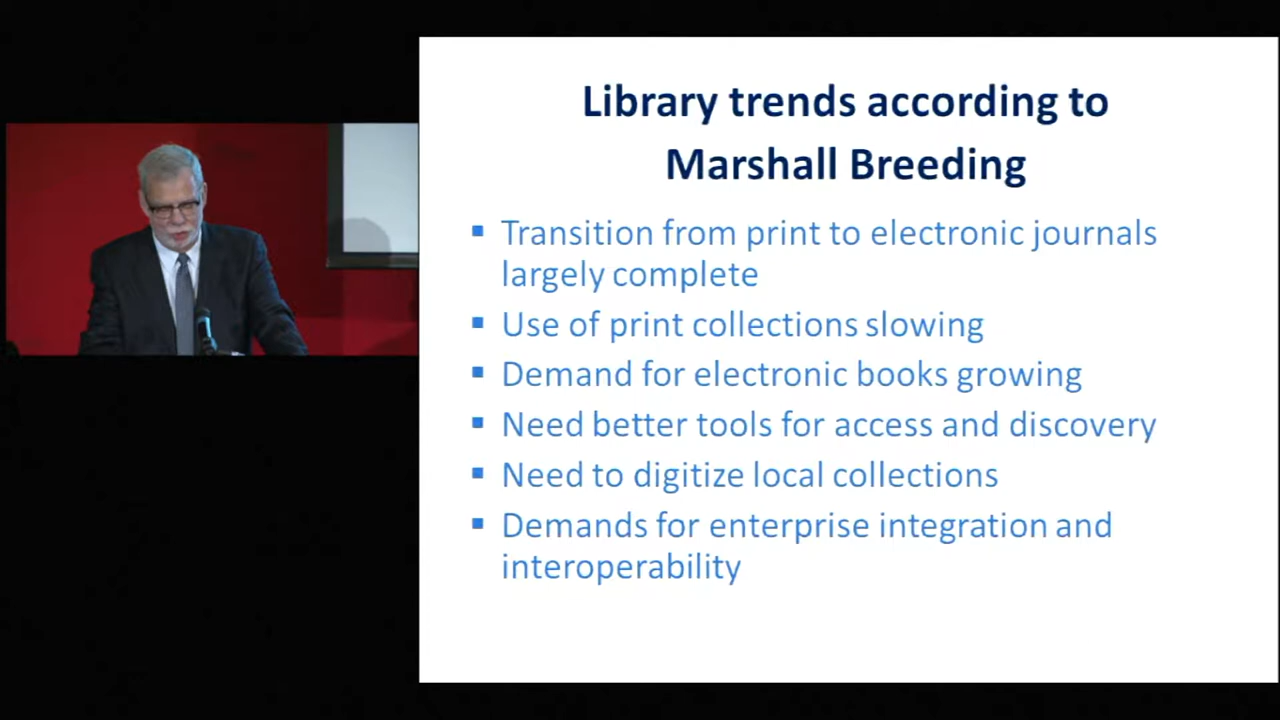 Library trends according to
Marshall Breeding
▪ Transition from print to electronic journals
largely complete
▪ Use of print collections slowing
▪ Demand for electronic books growing
▪ Need better tools for access and discovery
▪ Need to digitize local collections
▪ Demands for enterprise integration and
interoperability